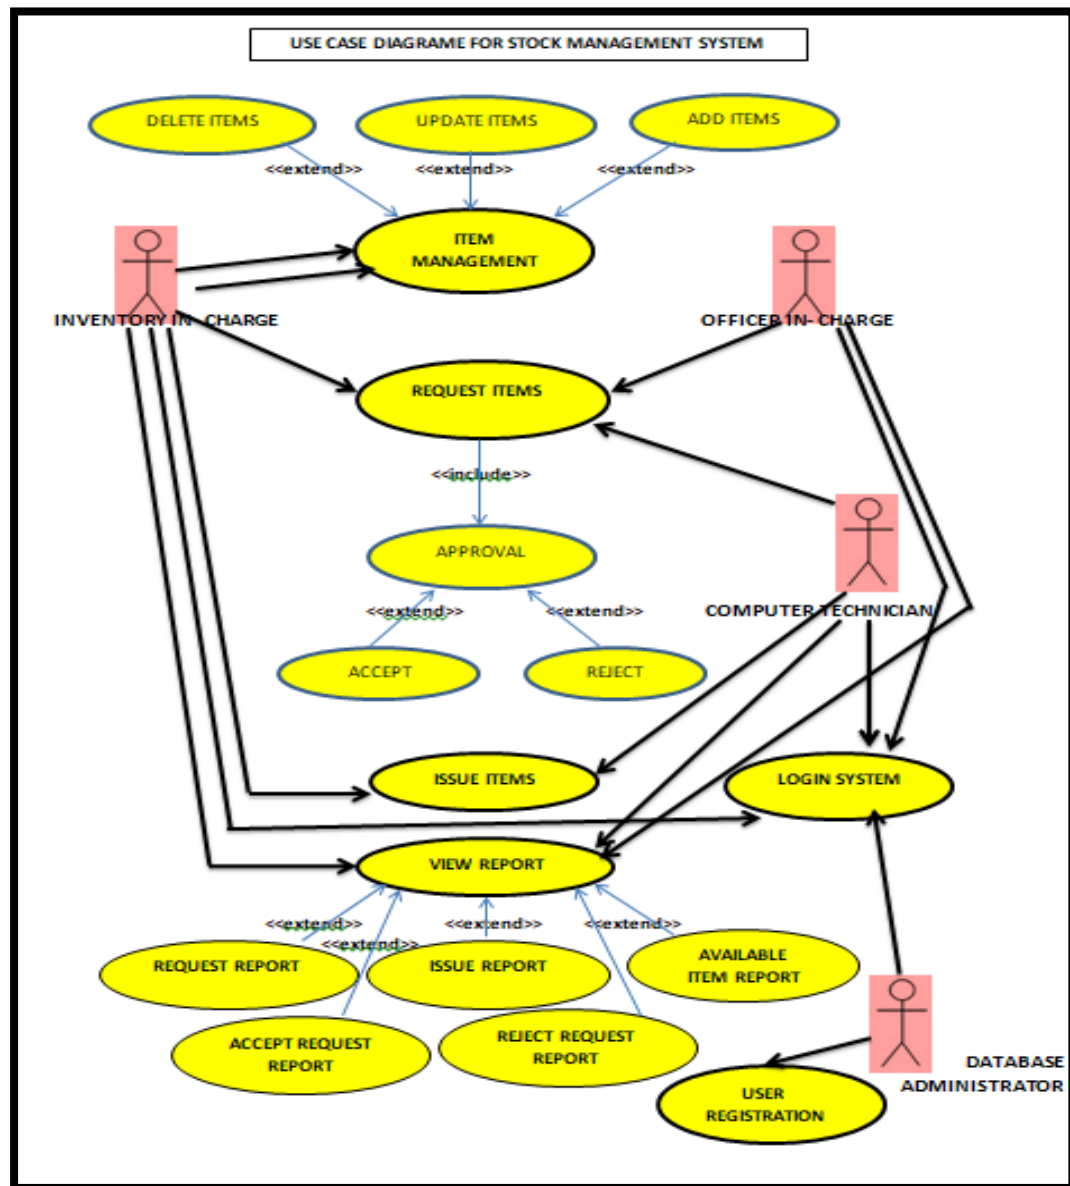 USE CASE DIAGRAME FOR STOCK MANAGEMENT SYSTEM
DELETE ITEMS
UPDATE ITEMS
ADD ITEMS
<<extend>>
<<extend>>
<<extend>>
ITEM
MANAGEMENT
INVENTORY IN- CHARGE
OFFICER IN- CHARGE
REQUEST ITEMS
<<include>>
APPROVAL
<<extend>>
<<extend>>
COMPUTER TECHNICIAN
ACCEPT
REJECT
ISSUE ITEMS
LOGIN SYSTEM
VIEW REPORT
<<extend>>
<<extend>>
<<extend>>
<<extend>>
REQUEST REPORT
ISSUE REPORT
AVAILABLE
ITEM REPORT
ACCEPT REQUEST
REPORT
REJECT REQUEST
REPORT
DATABASE
ADMINISTRATOR
USER
REGISTRATION